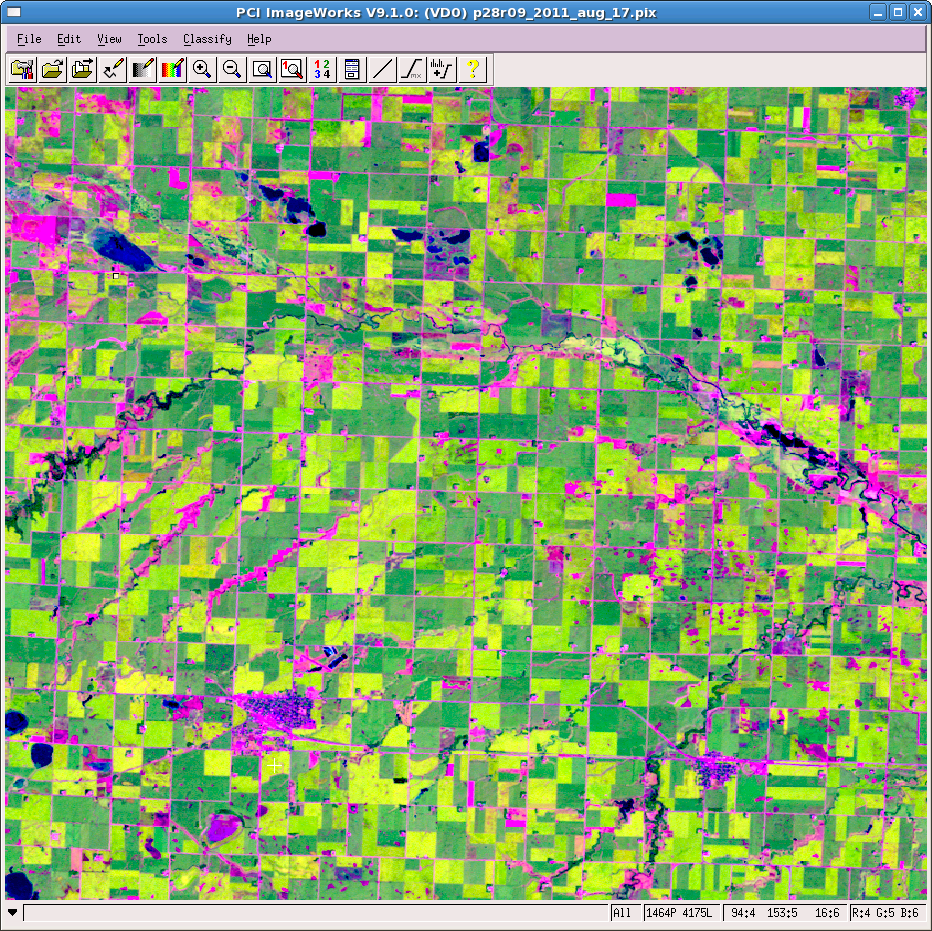 PCI ImageWorks V9.1.0: (VD0) p28r09_2011_aug_17.pix
File Edit View Tools Classify Help
1 2
3 4
?
All 1464P 4175L 94:4 153:5 16:6 R:4 G:5 B:6